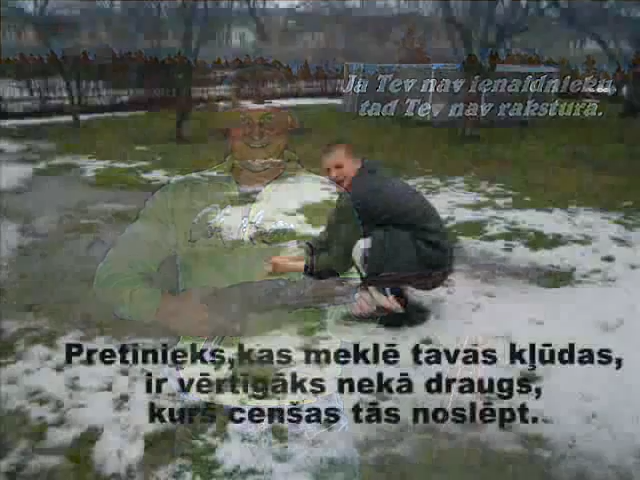 Ja Tev nav ienaidnieku,
tad Tev nav rakstura.
Pretinieks,kas meklē tavas kļūdas,
ir vērtīgāks nekā draugs,
kurš cenšas tās noslēpt.